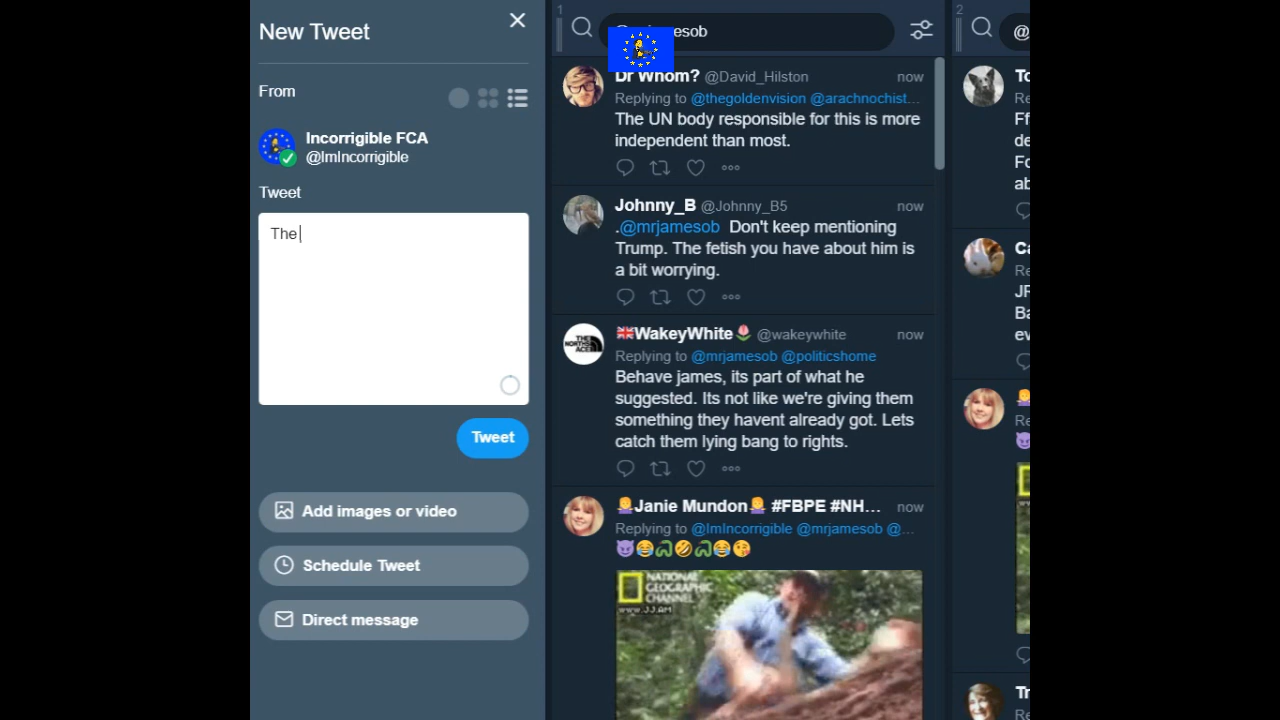 New Tweet
From
Incorrigible FCA
@ImIncorrigible
Tweet
The
Tweet
Add images or video
Schedule Tweet
Direct message
1
jamesob
Dr Whom? @David_Hilston now
Replying to @thegoldenvision @arachnochist...
The UN body responsible for this is more
independent than most.
Johnny_B @Johnny_B5 now
.@mrjamesob Don't keep mentioning
Trump. The fetish you have about him is
a bit worrying.
THE NORTHS ACE
🇬🇧WakeyWhite🌷 @wakeywhite now
Replying to @mrjamesob @politicshome
Behave james, its part of what he
suggested. Its not like we're giving them
something they havent already got. Lets
catch them lying bang to rights.
🤷‍♀️Janie Mundon🤷‍♀️ #FBPE #NH... now
Replying to @ImIncorrigible @mrjamesob @...
😈😂🐍🤣🐍😂😘
NATIONAL
GEOGRAPHIC
CHANNEL
www.JJ.AM
2
@
To
Re
Ff
de
Fo
ab
Ca
Re
JF
Ba
ev
Re
Tr
Re